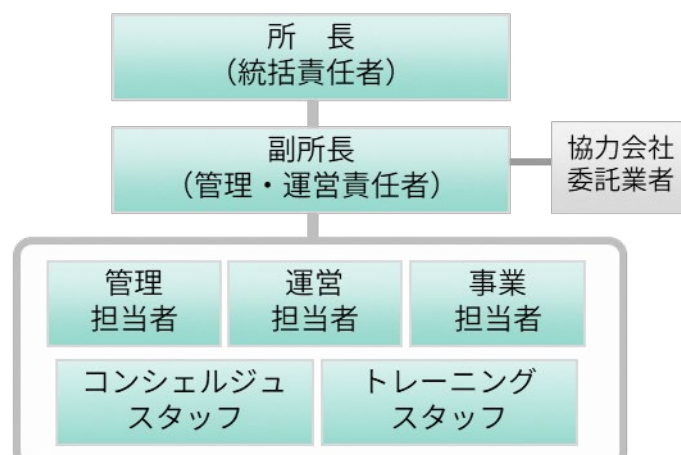 所　長
（統括責任者）
副所長
（管理・運営責任者）
協力会社
委託業者
管理
担当者
運営
担当者
事業
担当者
コンシェルジュ
スタッフ
トレーニング
スタッフ